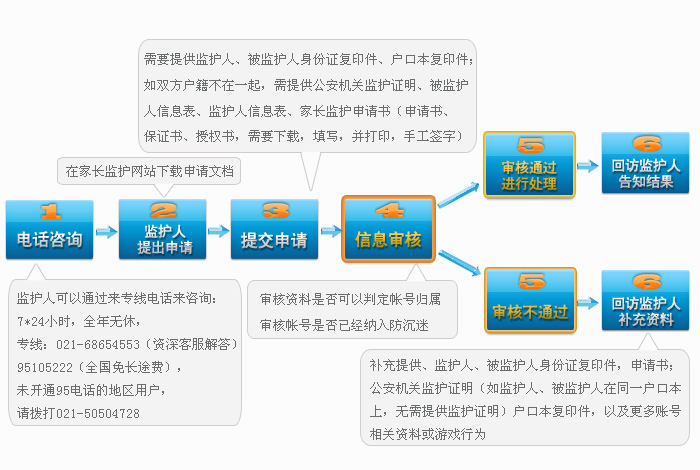 需要提供监护人、被监护人身份证复印件、户口本复印件；
如双方户籍不在一起，需提供公安机关监护证明、被监护
人信息表、监护人信息表、家长监护申请书（申请书、
保证书、授权书，需要下载，填写，并打印，手工签字）
在家长监护网站下载申请文档
1
电话咨询
2
监护人
提出申请
3
提交申请
4
信息审核
5
审核通过
进行处理
6
回访监护人
告知结果
5
审核不通过
6
回访监护人
补充资料
监护人可以通过来专线电话来咨询：
7*24小时，全年无休，
专线：021-68654553（资深客服解答）
95105222（全国免长途费），
未开通95电话的地区用户，
请拨打021-50504728
审核资料是否可以判定帐号归属
审核帐号是否已经纳入防沉迷
补充提供、监护人、被监护人身份证复印件，申请书；
公安机关监护证明（如监护人、被监护人在同一户口本
上，无需提供监护证明）户口本复印件，以及更多账号
相关资料或游戏行为